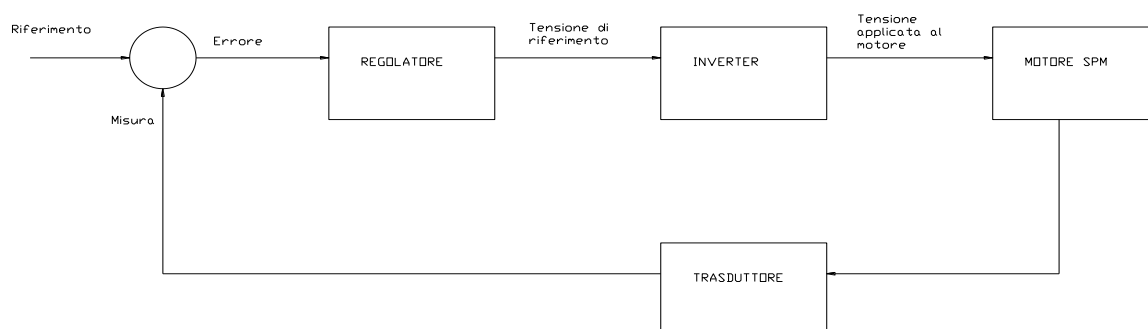 Riferimento
Errore
REGOLATORE
Tensione di
riferimento
INVERTER
Tensione
applicata al
motore
MOTORE SPM
Misura
TRASDUTTORE